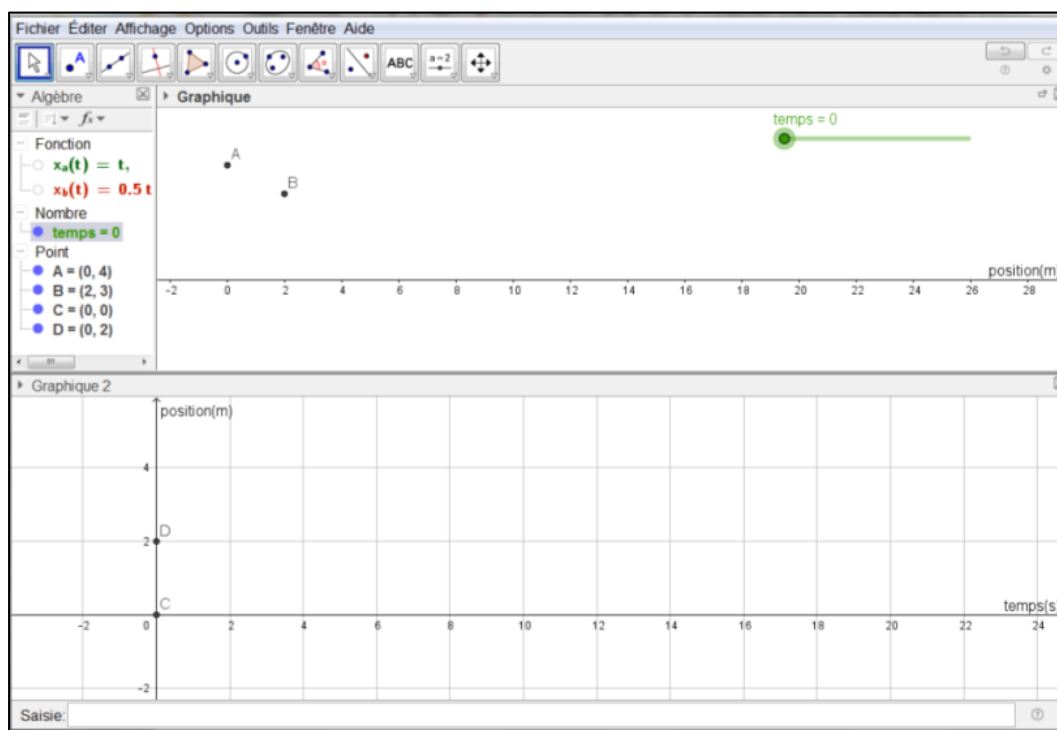 Fichier Éditer Affichage Options Outils Fenêtre Aide
A
ABC
a=2
Algèbre
Graphique
fx
Fonction
xₐ(t) = t,
x_b(t) = 0.5 t
Nombre
temps = 0
Point
A = (0, 4)
B = (2, 3)
C = (0, 0)
D = (0, 2)
temps = 0
A
B
position(m)
-2 0 2 4 6 8 10 12 14 16 18 20 22 24 26 28
Graphique 2
position(m)
4
D
2
C
temps(s)
-2 0 2 4 6 8 10 12 14 16 18 20 22 24
-2
Saisie: